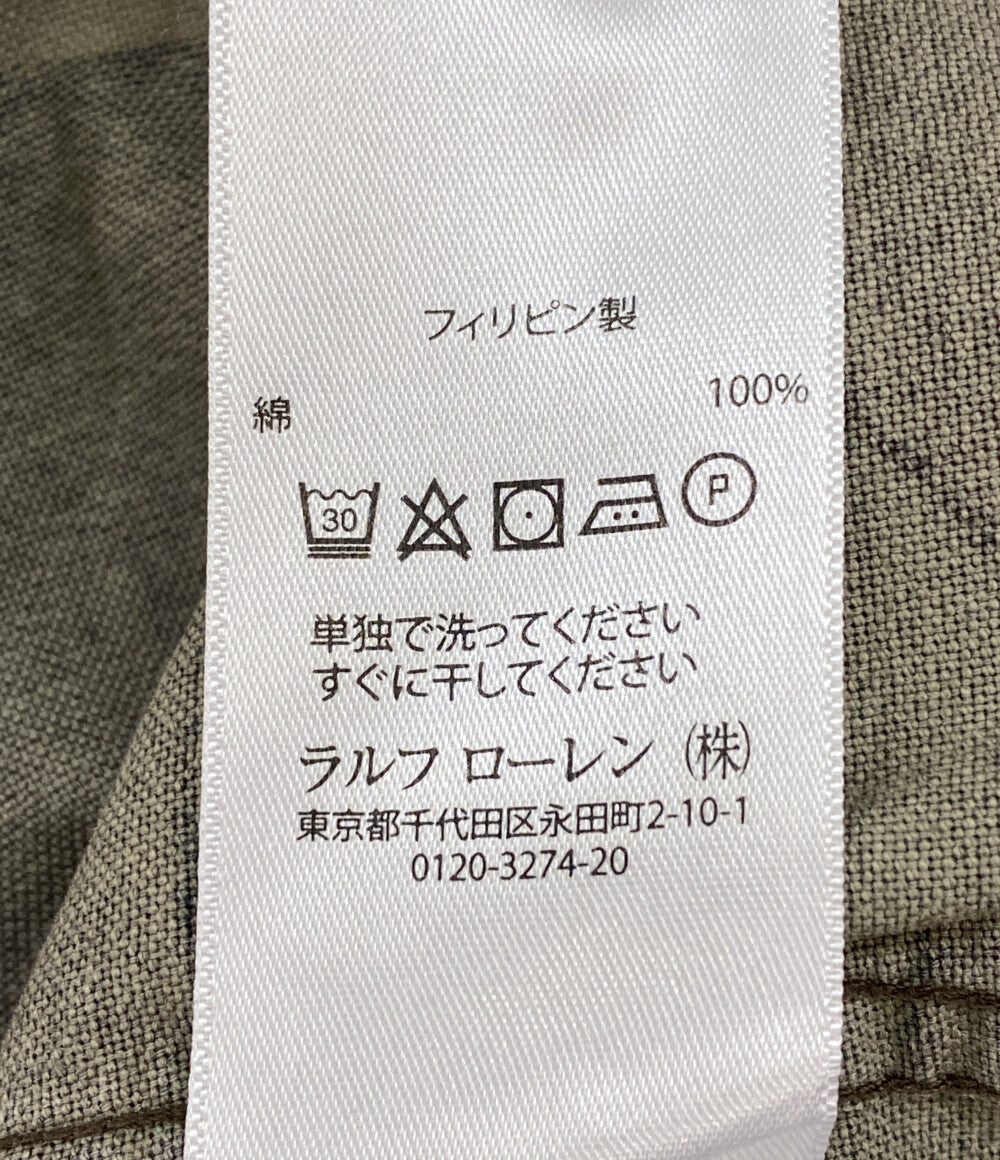 フィリピン製
綿 100%
30 P
単独で洗ってください
すぐに干してください
ラルフ ローレン (株)
東京都千代田区永田町2-10-1
0120-3274-20